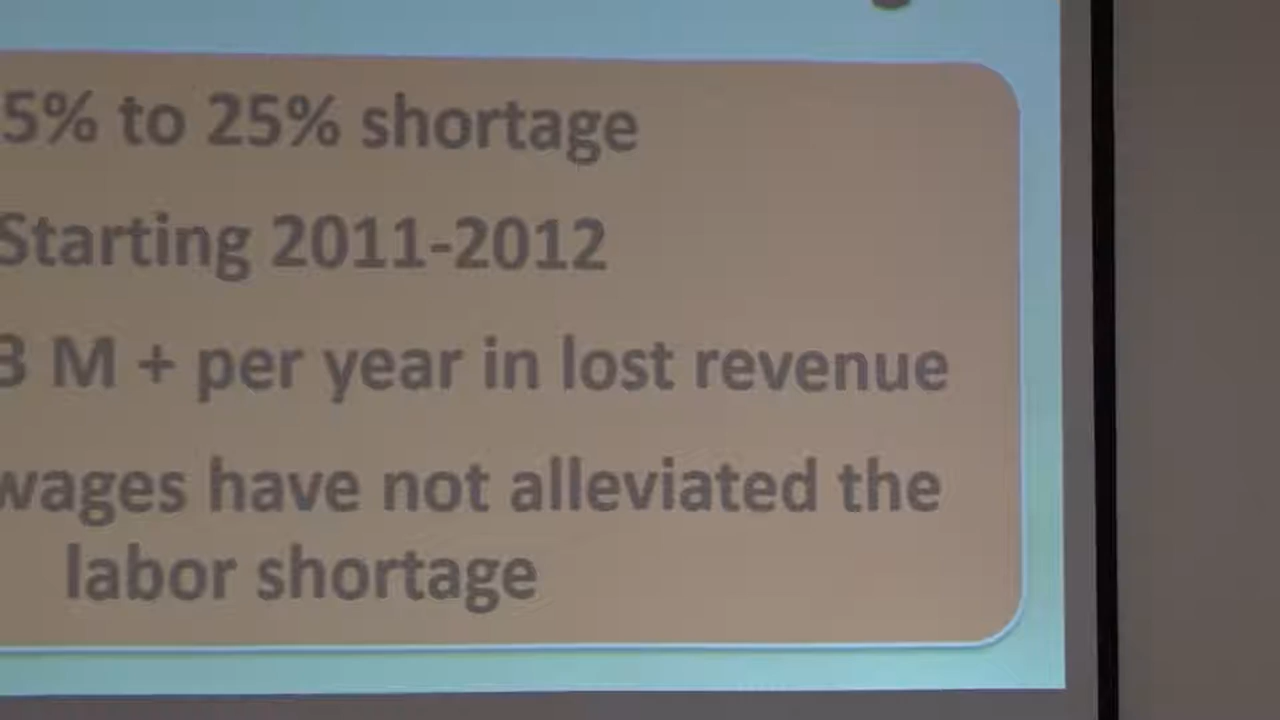 5% to 25% shortage
Starting 2011-2012
3 M + per year in lost revenue
wages have not alleviated the
labor shortage